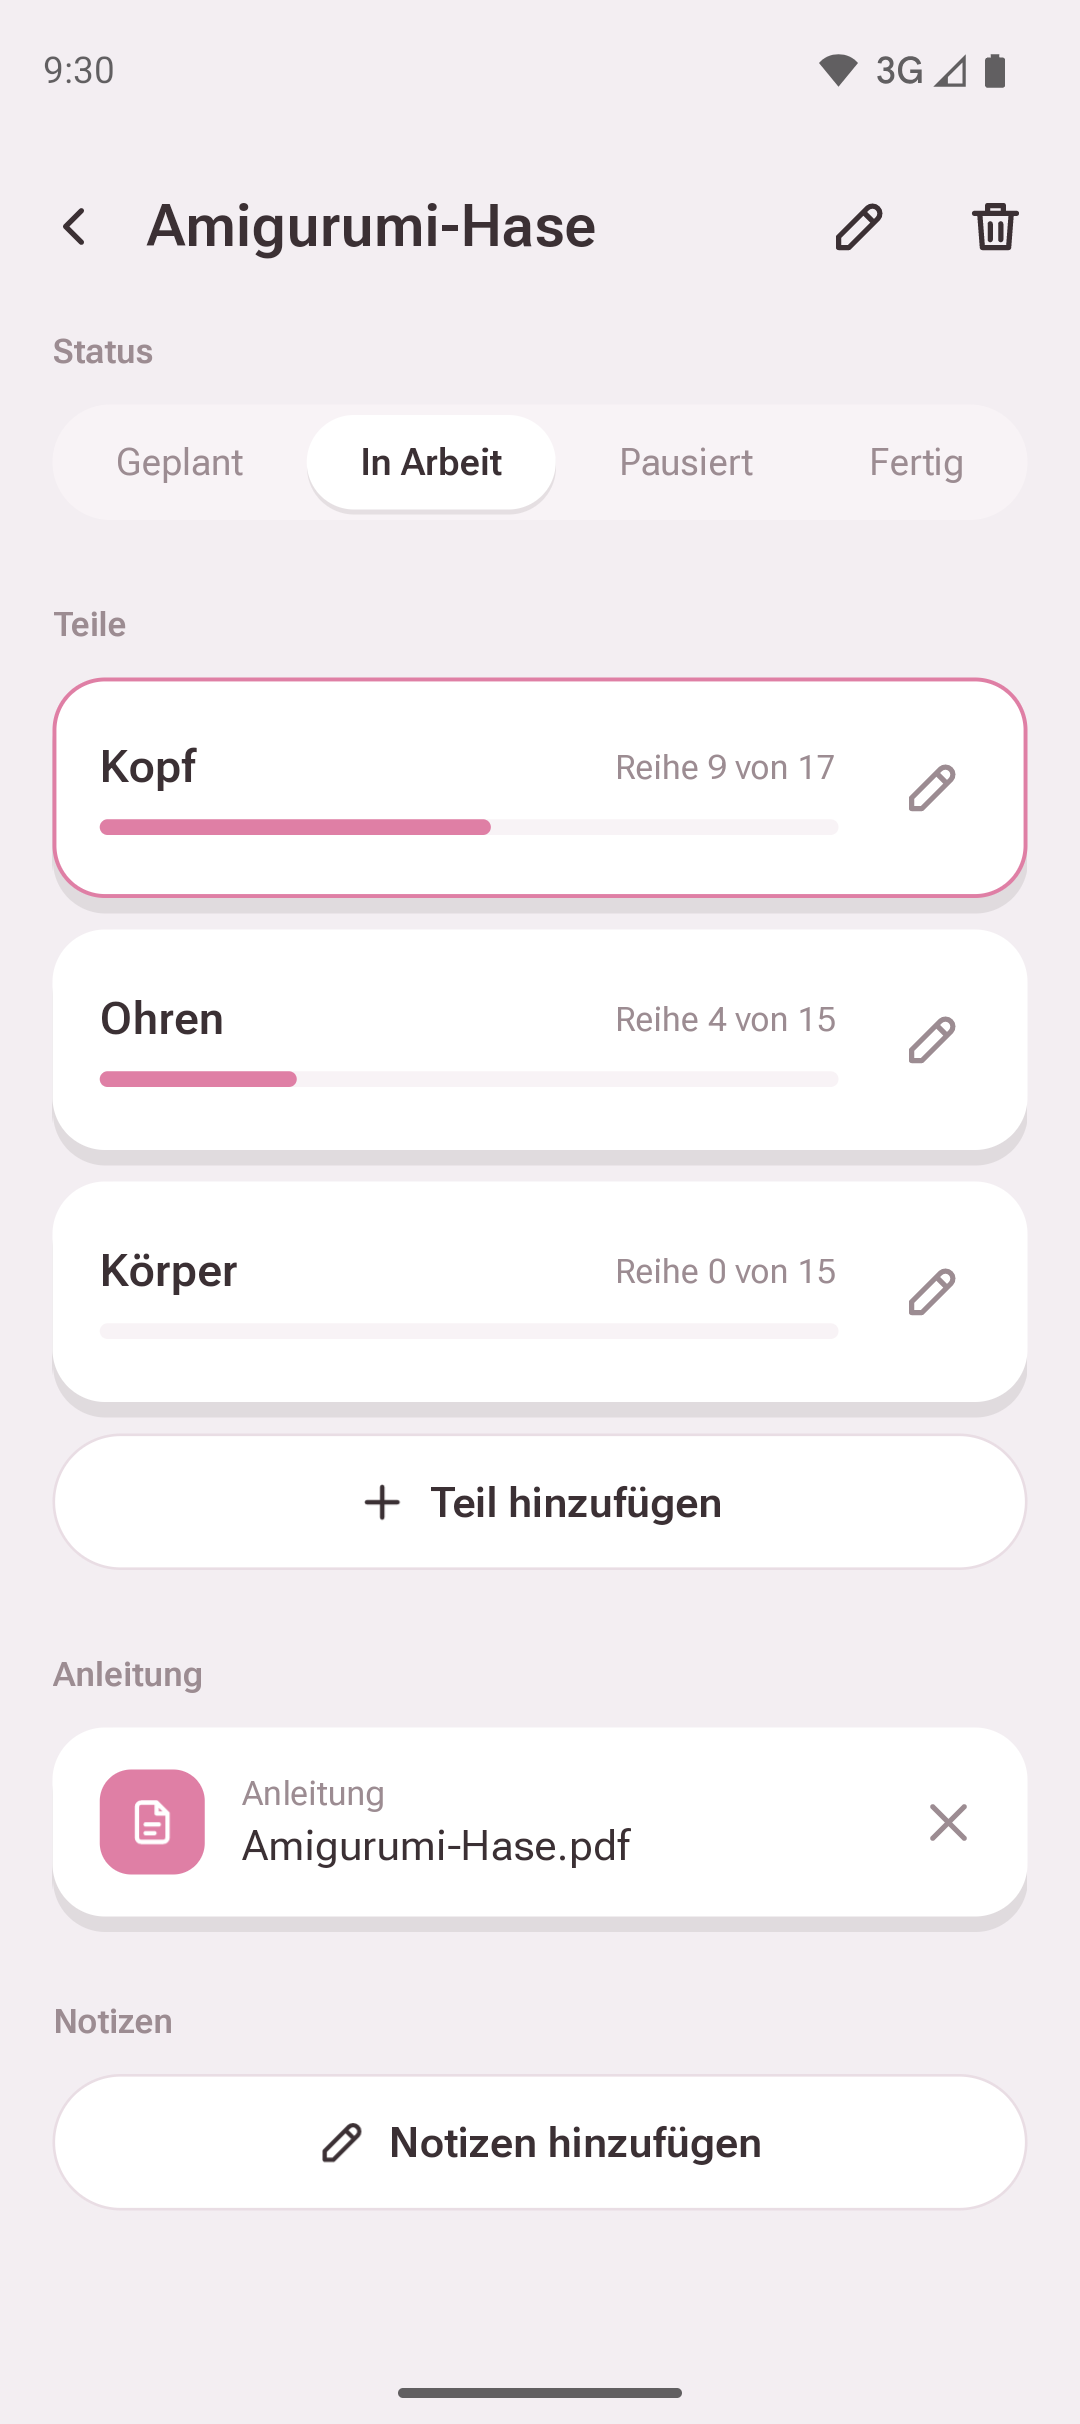 9:30
3G
Amigurumi-Hase
Status
Geplant
In Arbeit
Pausiert
Fertig
Teile
Kopf
Reihe 9 von 17
Ohren
Reihe 4 von 15
Körper
Reihe 0 von 15
Teil hinzufügen
Anleitung
Anleitung
Amigurumi-Hase.pdf
Notizen
Notizen hinzufügen